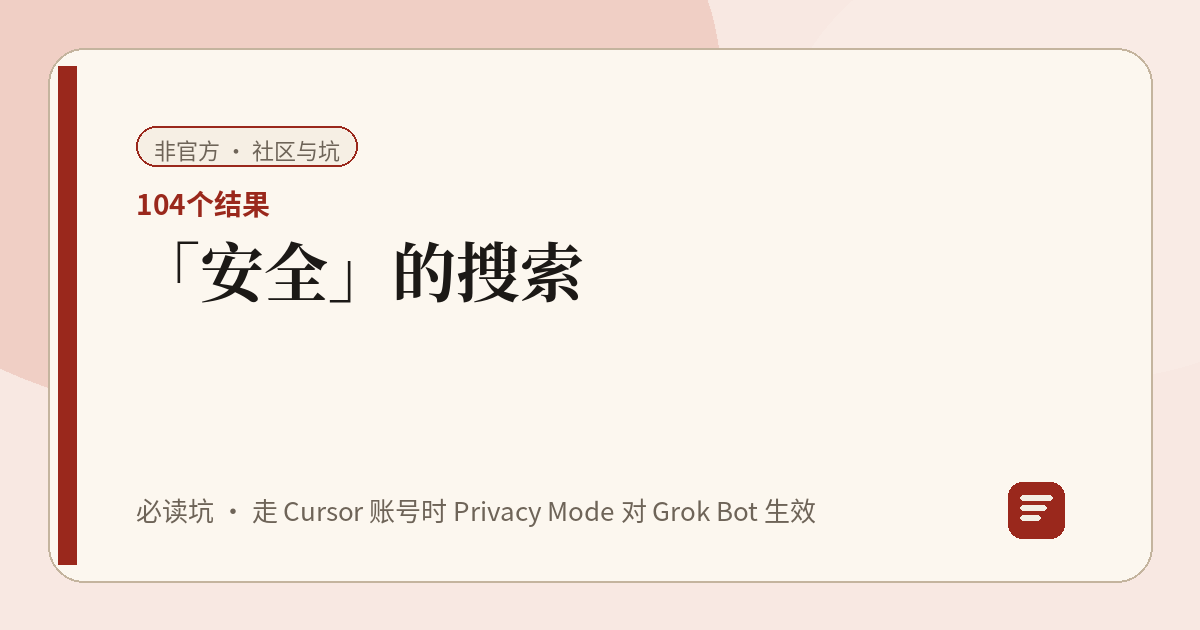 非官方 · 社区与坑
104个结果
「安全」的搜索
必读坑 · 走 Cursor 账号时 Privacy Mode 对 Grok Bot 生效